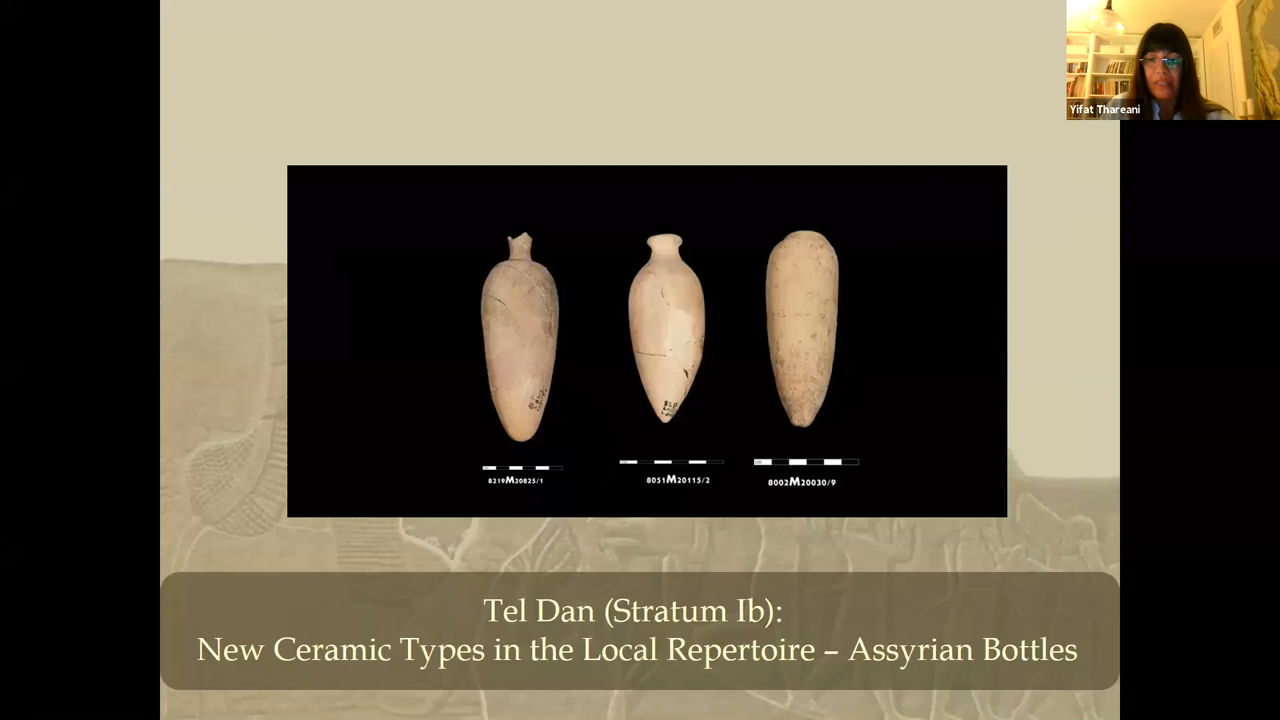 Yifat Thareani
8219M20825/1
8051M20115/2
8002M20030/9
Tel Dan (Stratum Ib):
New Ceramic Types in the Local Repertoire – Assyrian Bottles